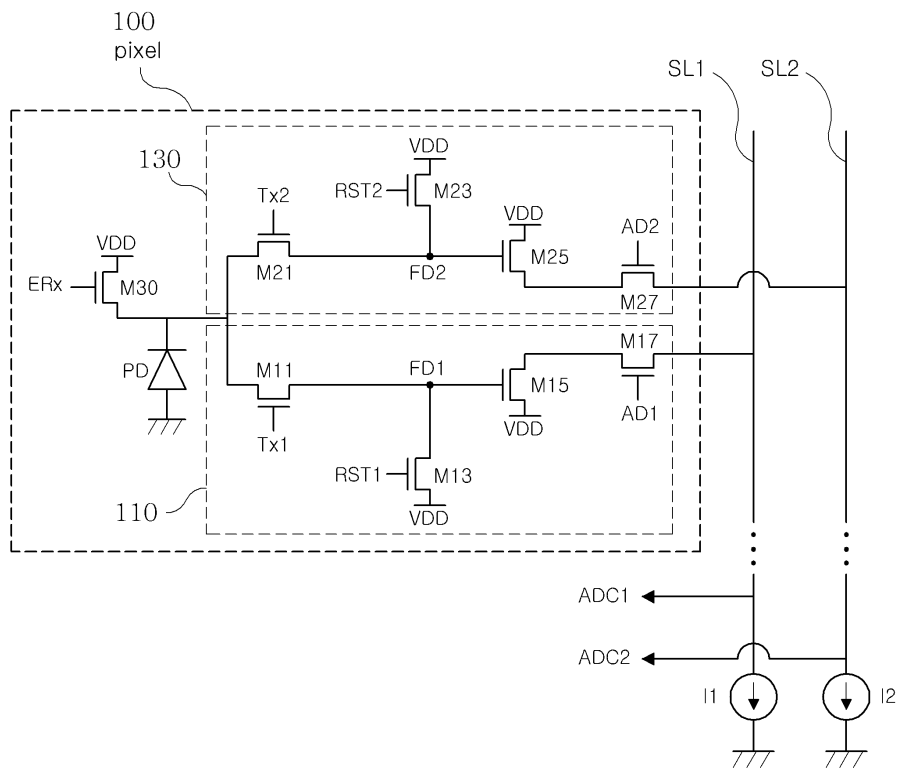 100
pixel
SL1
SL2
130
VDD
RST2
M23
Tx2
VDD
AD2
M25
VDD
M21
FD2
ERx
M30
M27
M17
PD
M11
FD1
M15
Tx1
AD1
VDD
RST1
M13
110
VDD
ADC1
ADC2
I1
I2